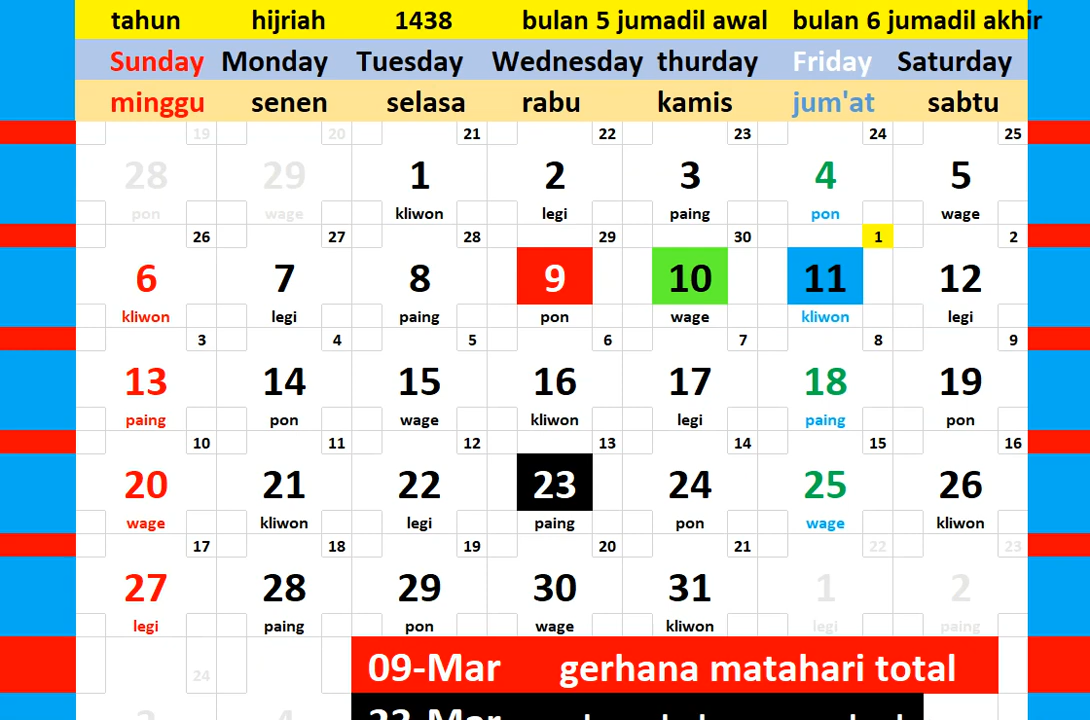 tahun hijriah 1438 bulan 5 jumadil awal bulan 6 jumadil akhir
Sunday Monday Tuesday Wednesday thurday Friday Saturday
minggu senen selasa rabu kamis jum'at sabtu
19 20 21 22 23 24 25
28 29 1 2 3 4 5
pon wage kliwon legi paing pon wage
26 27 28 29 30 1 2
6 7 8 9 10 11 12
kliwon legi paing pon wage kliwon legi
3 4 5 6 7 8 9
13 14 15 16 17 18 19
paing pon wage kliwon legi paing pon
10 11 12 13 14 15 16
20 21 22 23 24 25 26
wage kliwon legi paing pon wage kliwon
17 18 19 20 21 22 23
27 28 29 30 31 1 2
legi paing pon wage kliwon legi paing
09-Mar gerhana matahari total
24
23-Mar
3 4